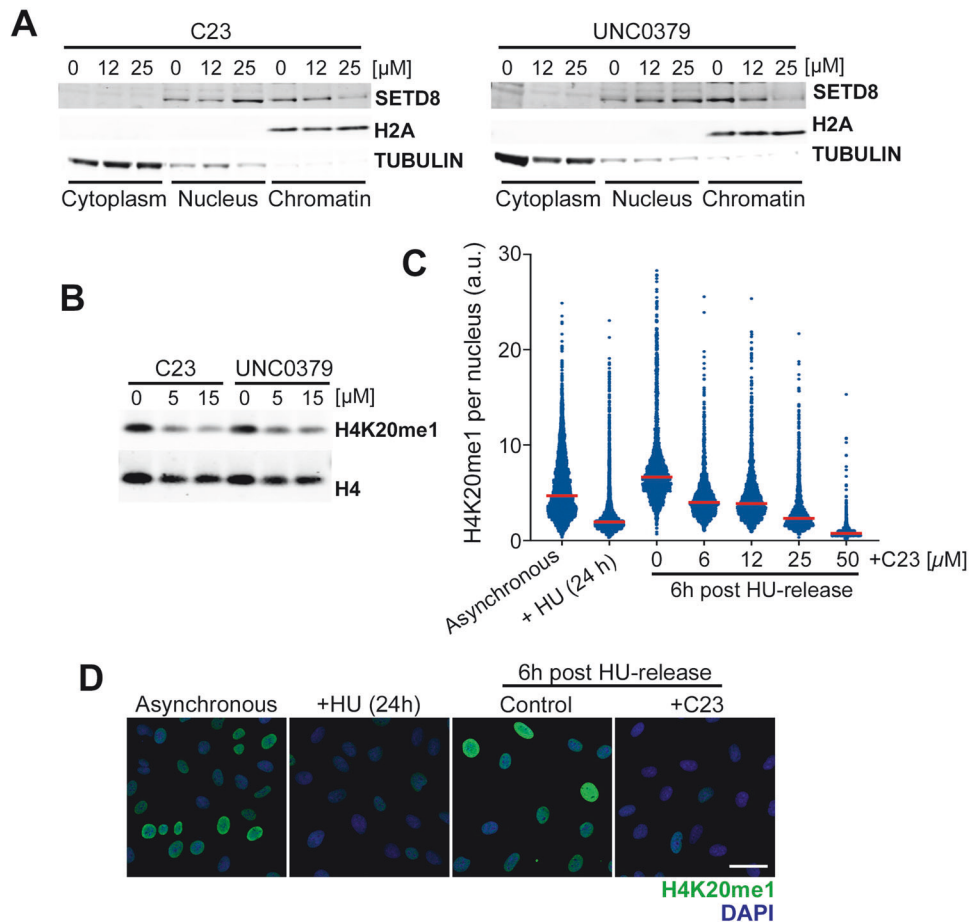 A
C23
UNC0379
0 12 25 0 12 25 0 12 25 [µM]
0 12 25 0 12 25 0 12 25 [µM]
SETD8
SETD8
H2A
H2A
TUBULIN
TUBULIN
Cytoplasm Nucleus Chromatin
Cytoplasm Nucleus Chromatin
B
C23 UNC0379
0 5 15 0 5 15 [µM]
H4K20me1
H4
C
H4K20me1 per nucleus (a.u.)
30
20
10
0
Asynchronous
+ HU (24 h)
0 6 12 25 50 +C23 [µM]
6h post HU-release
D
6h post HU-release
Asynchronous +HU (24h) Control +C23
H4K20me1
DAPI